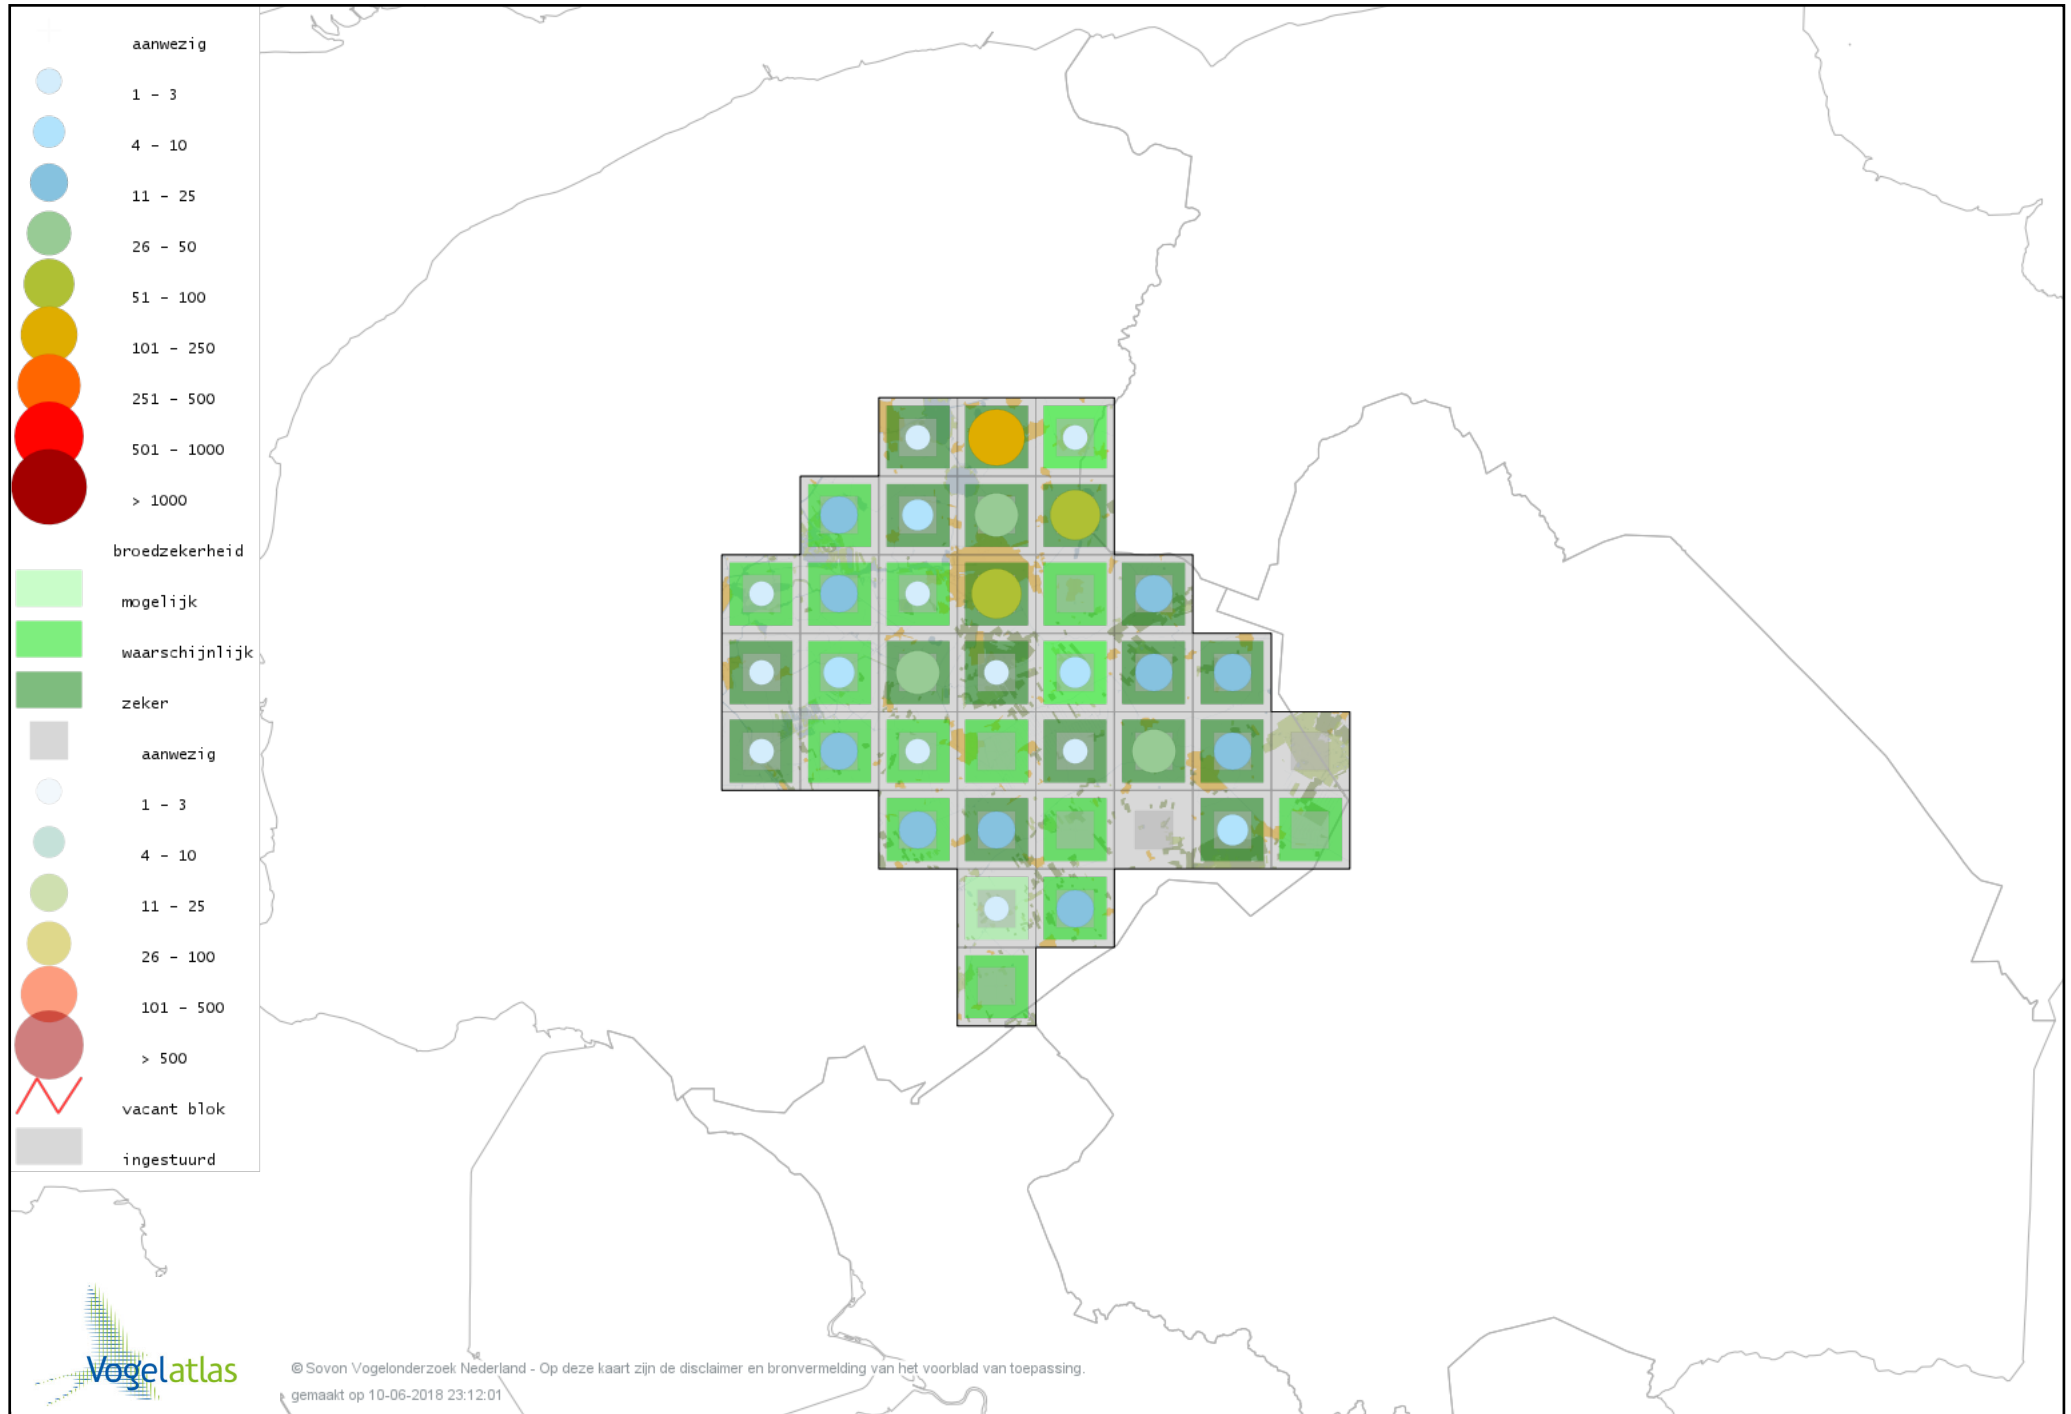 aanwezig
1 - 3
4 - 10
11 - 25
26 - 50
51 - 100
101 - 250
251 - 500
501 - 1000
> 1000
broedzekerheid
mogelijk
waarschijnlijk
zeker
aanwezig
1 - 3
4 - 10
11 - 25
26 - 100
101 - 500
> 500
vacant blok
ingestuurd
Vogelatlas
© Sovon Vogelonderzoek Nederland - Op deze kaart zijn de disclaimer en bronvermelding van het voorblad van toepassing.
gemaakt op 10-06-2018 23:12:01